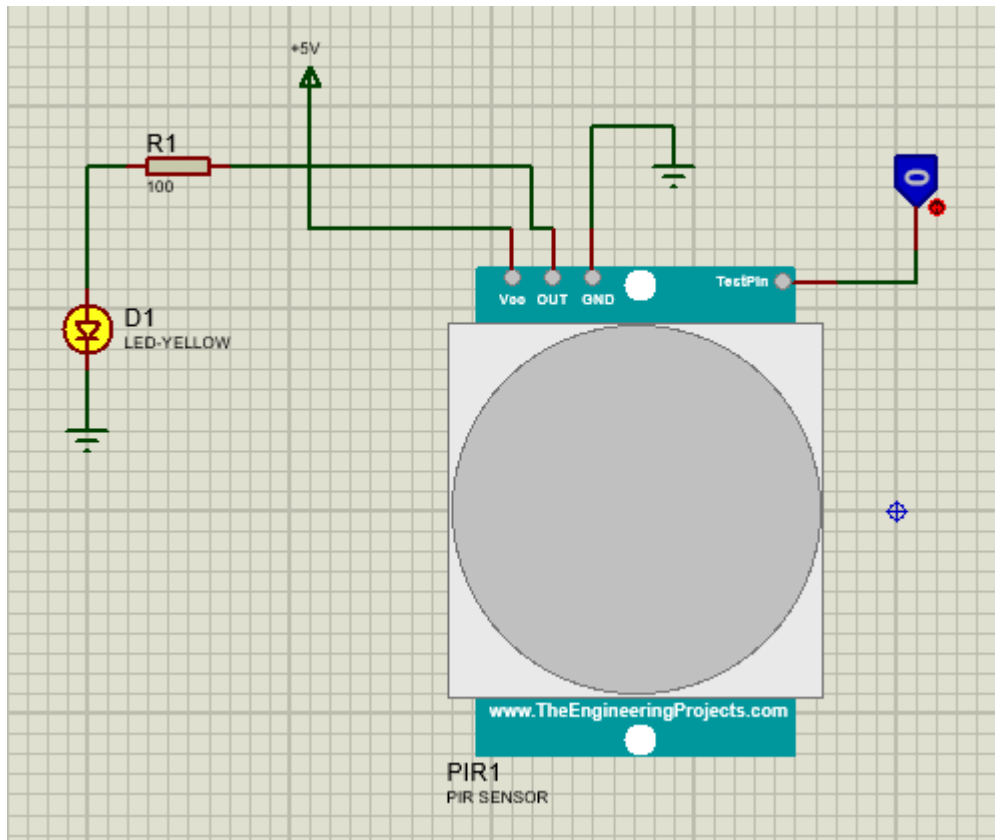 +5V
R1
100
0
TestPin
Vcc OUT GND
D1
LED-YELLOW
www.TheEngineeringProjects.com
PIR1
PIR SENSOR